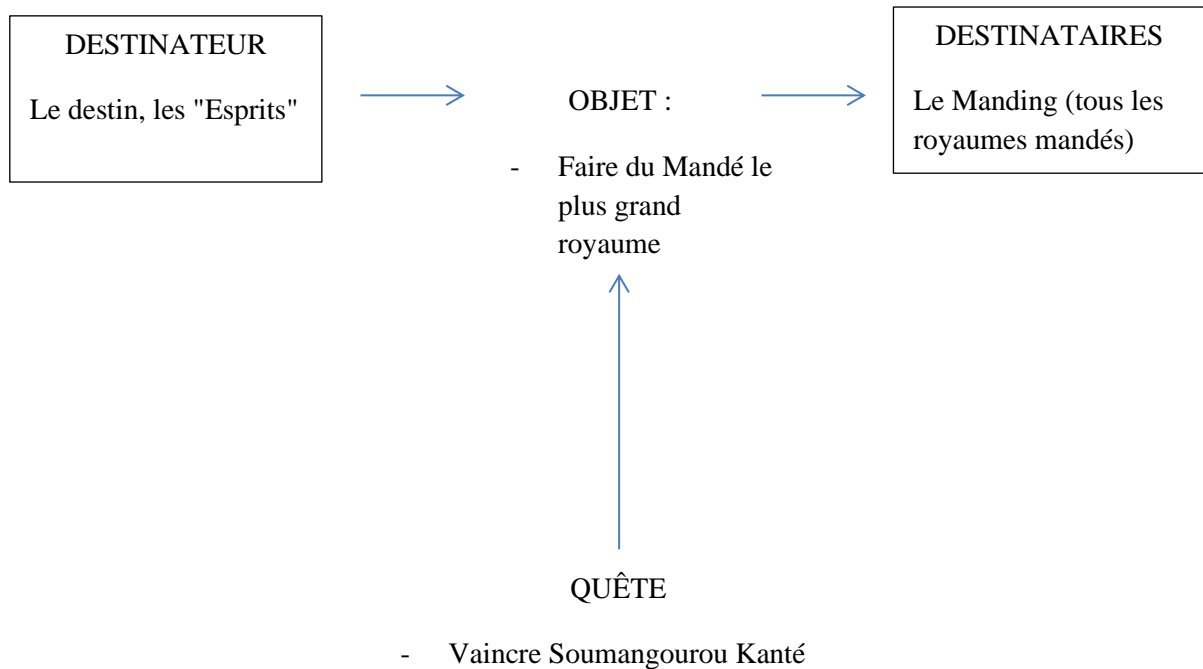 DESTINATEUR
Le destin, les "Esprits"
OBJET :
- Faire du Mandé le
plus grand
royaume
DESTINATAIRES
Le Manding (tous les
royaumes mandés)
QUÊTE
- Vaincre Soumangourou Kanté